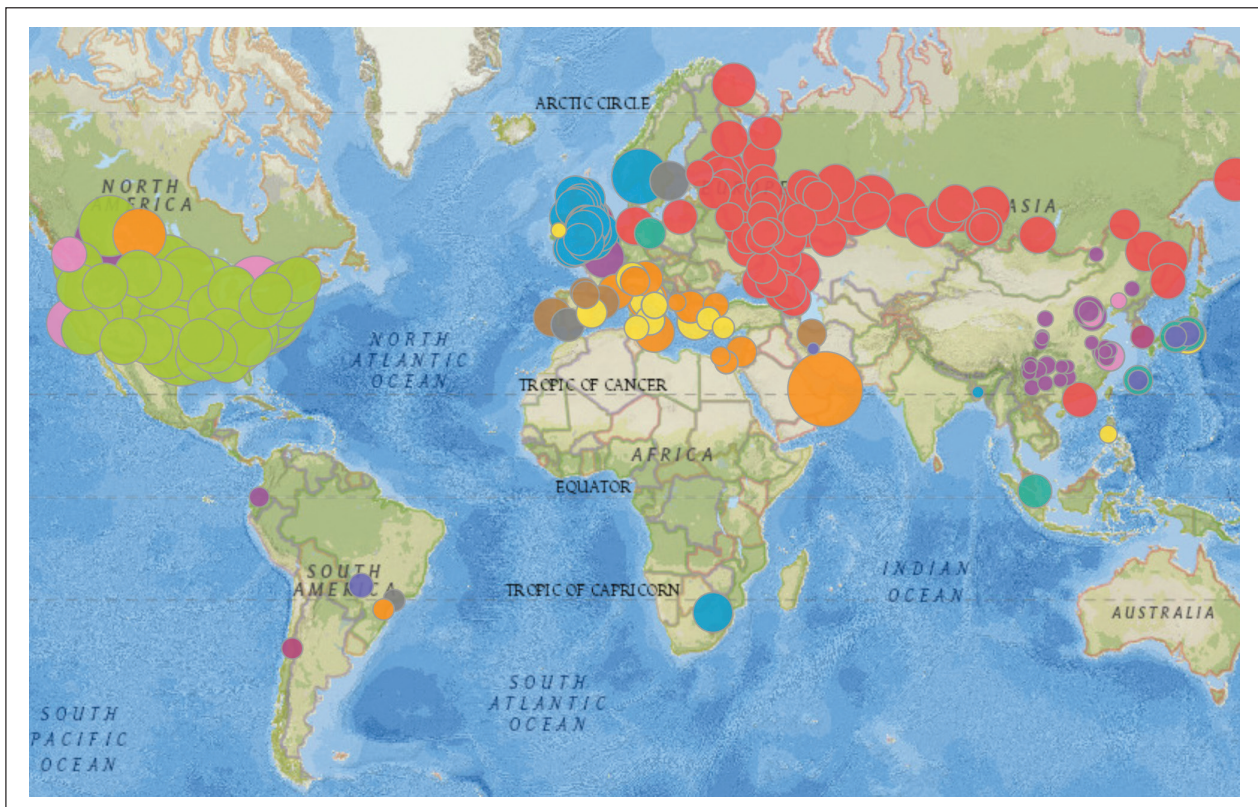 ARCTIC CIRCLE
NORTH
AMERICA
ASIA
NORTH
ATLANTIC
OCEAN
TROPIC OF CANCER
AFRICA
EQUATOR
SOUTH
AMERICA
TROPIC OF CAPRICORN
INDIAN
OCEAN
AUSTRALIA
SOUTH
ATLANTIC
OCEAN
SOUTH
PACIFIC
OCEAN